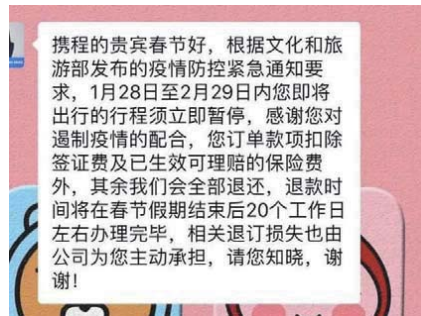 携程的贵宾春节好，根据文化和旅
游部发布的疫情防控紧急通知要
求，1月28日至2月29日内您即将
出行的行程须立即暂停，感谢您对
遏制疫情的配合，您订单款项扣除
签证费及已生效可理赔的保险费
外，其余我们会全部退还，退款时
间将在春节假期结束后20个工作日
左右办理完毕，相关退订损失也由
公司为您主动承担，请您知晓，谢
谢！